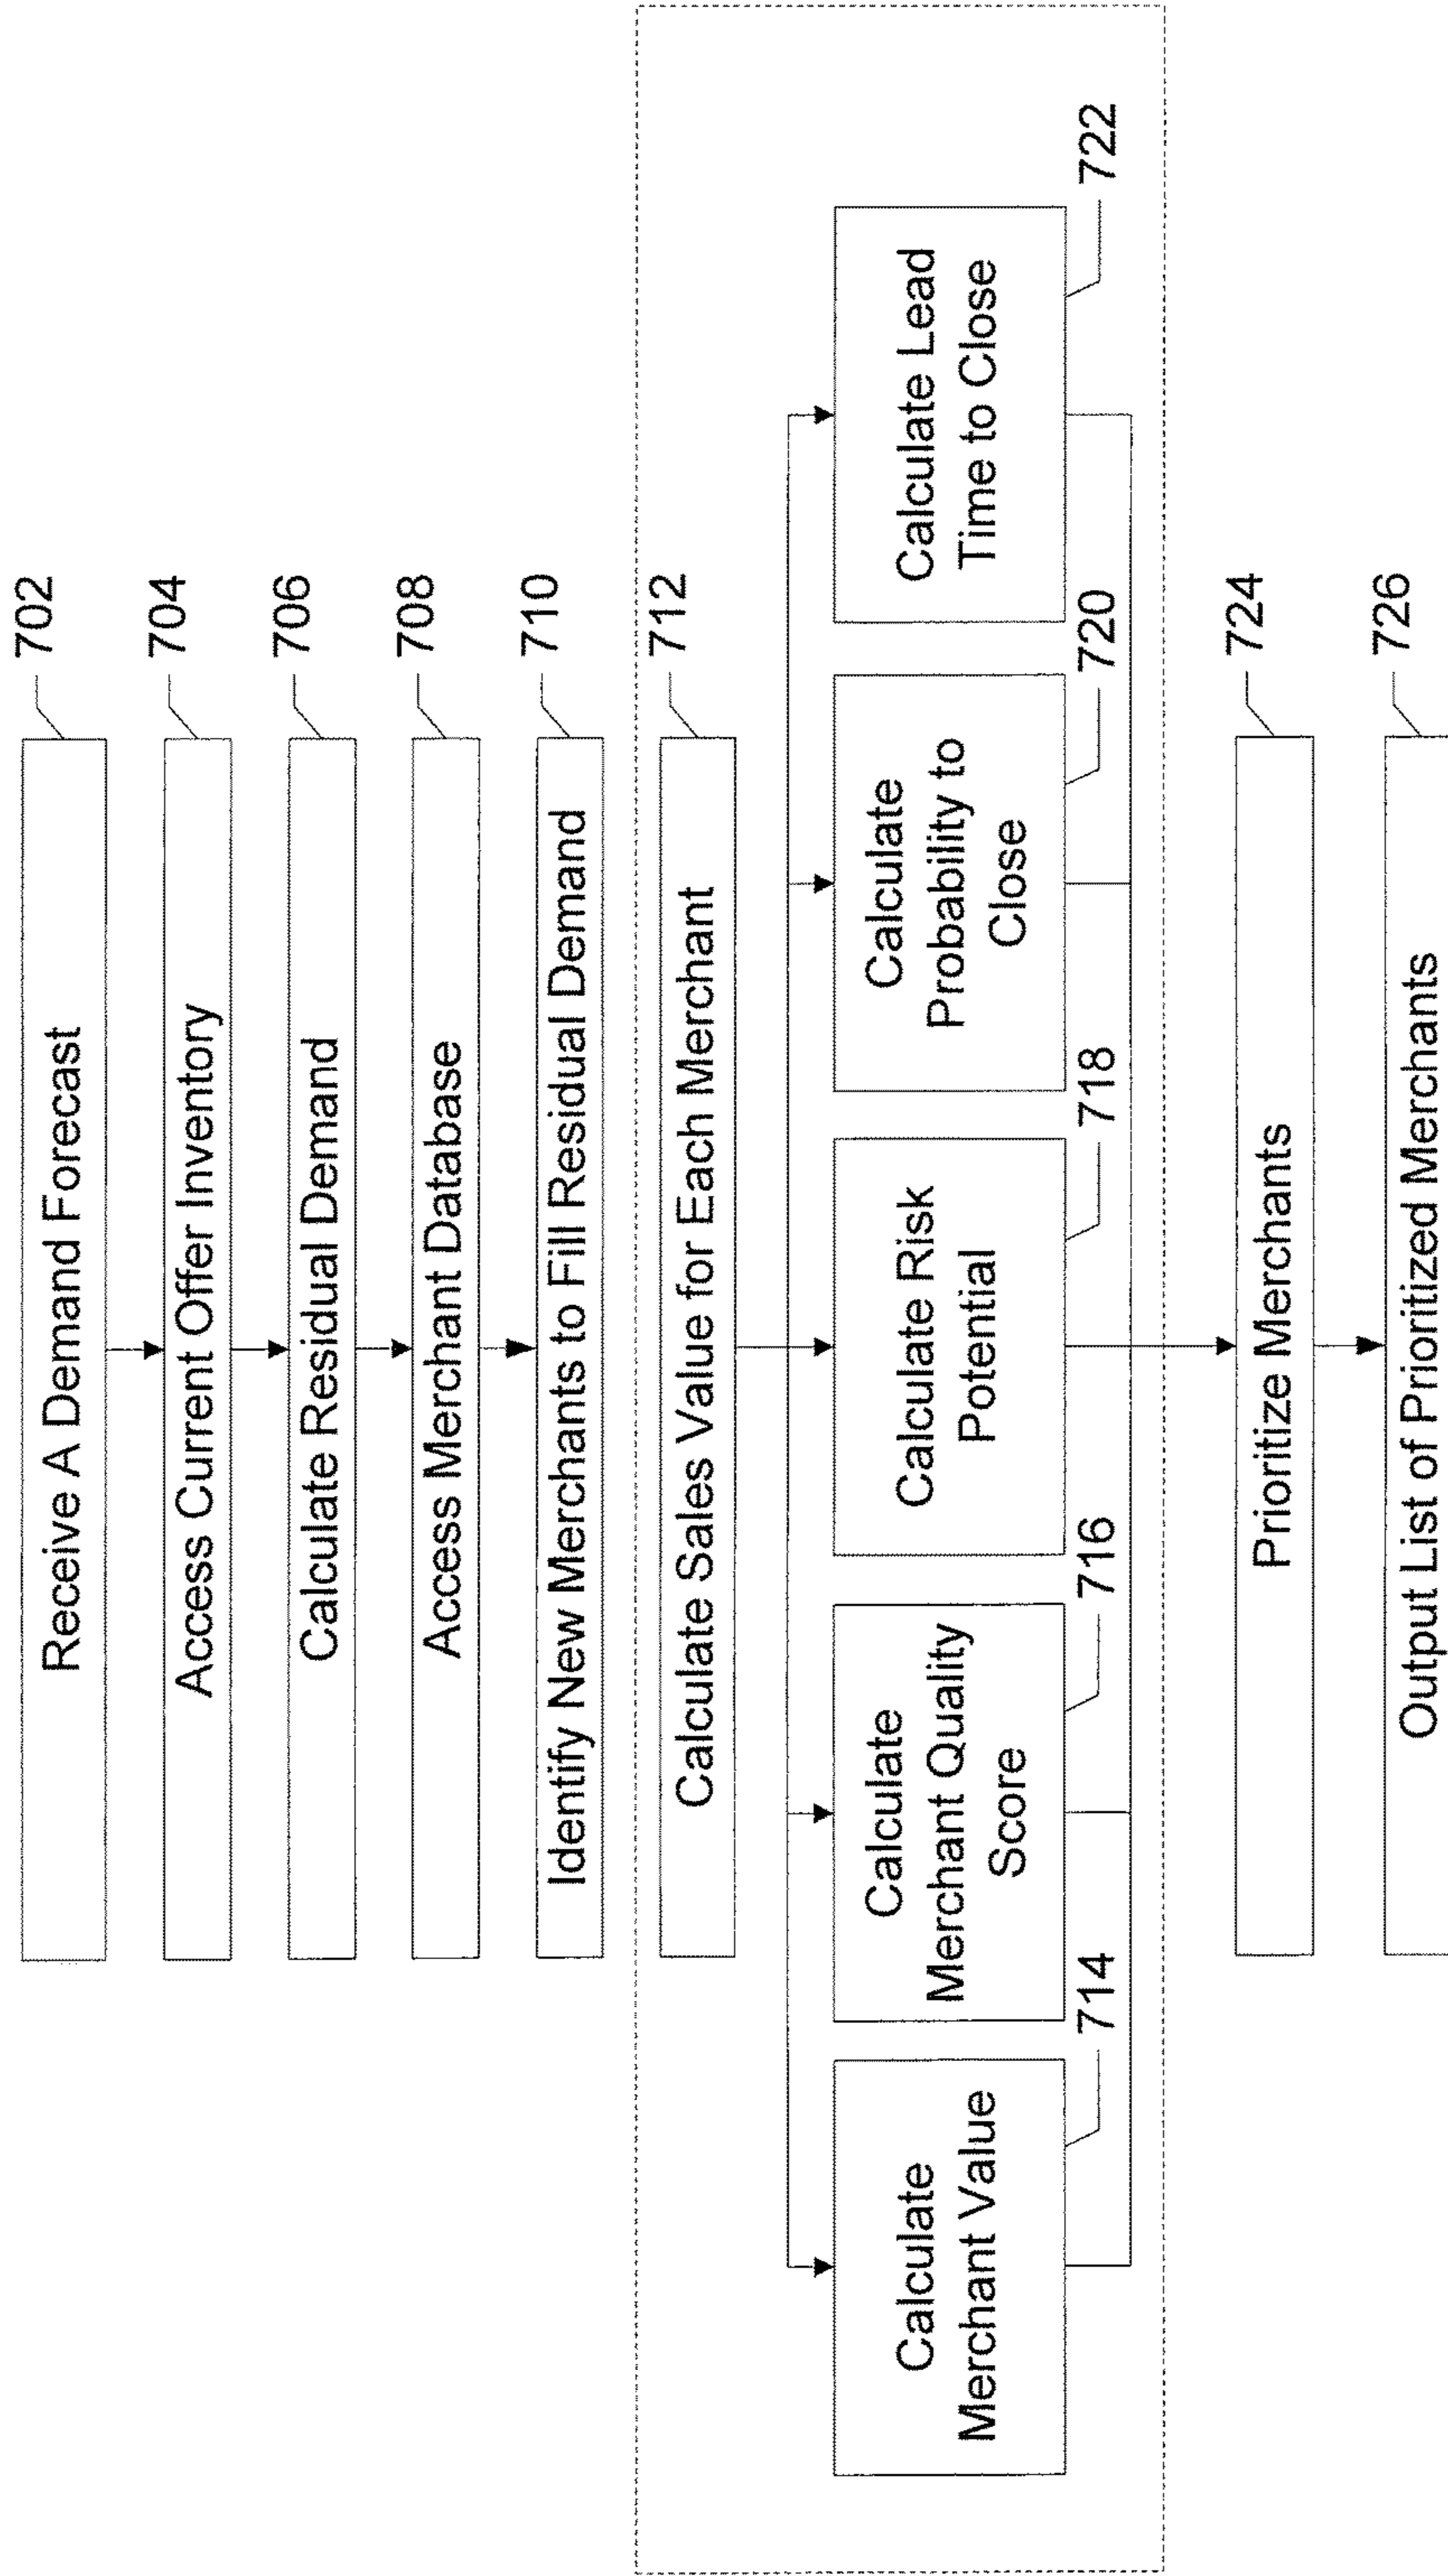 Receive A Demand Forecast
702
Access Current Offer Inventory
704
Calculate Residual Demand
706
Access Merchant Database
708
Identify New Merchants to Fill Residual Demand
710
Calculate Sales Value for Each Merchant
712
Calculate
Merchant Value
714
Calculate
Merchant Quality
Score
716
Calculate Risk
Potential
718
Calculate
Probability to
Close
720
Calculate Lead
Time to Close
722
Prioritize Merchants
724
Output List of Prioritized Merchants
726